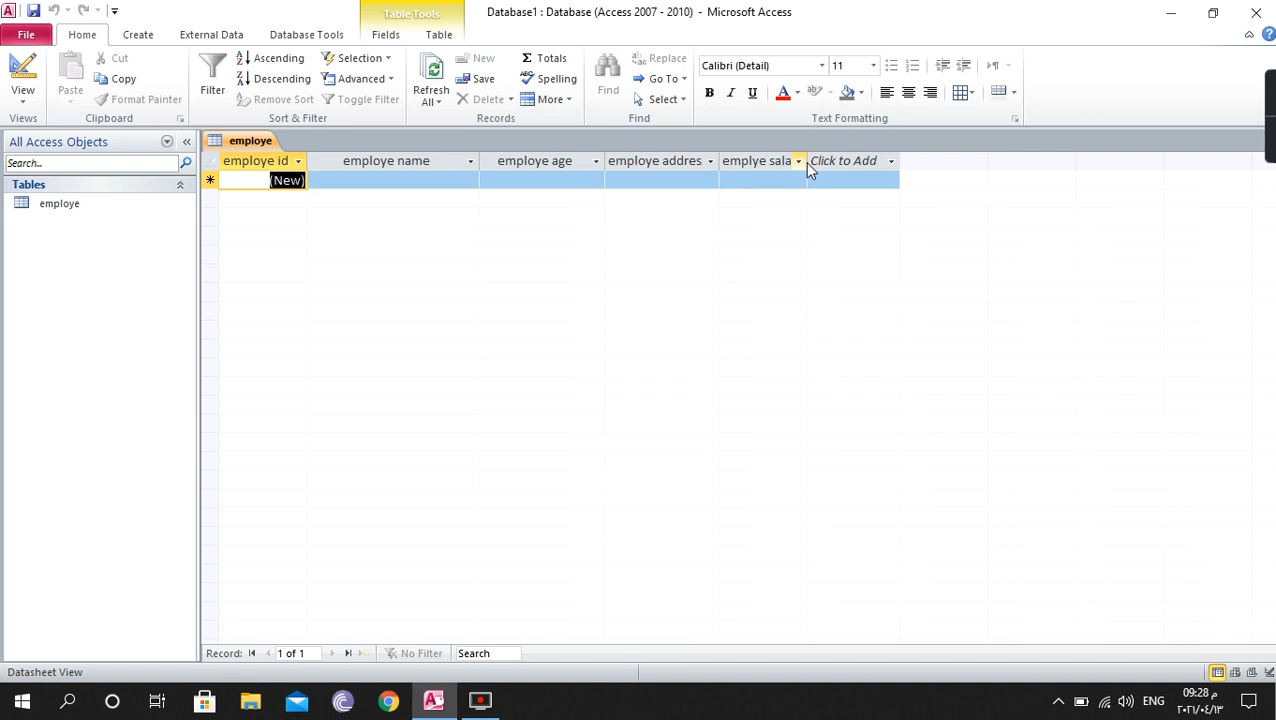 Table Tools
Database1 : Database (Access 2007 - 2010) - Microsoft Access
File Home Create External Data Database Tools Fields Table
View
Views
Paste
Cut
Copy
Format Painter
Clipboard
Filter
Ascending
Descending
Remove Sort
Selection
Advanced
Toggle Filter
Sort & Filter
Refresh All
New
Save
Delete
Totals
Spelling
More
Records
Find
Replace
Go To
Select
Find
Calibri (Detail) 11
B I U A
Text Formatting
All Access Objects
Search...
Tables
employe
employe
employe id employe name employe age employe addres emplye sala Click to Add
(New)
Record: 1 of 1 No Filter Search
Datasheet View
ENG
09:28 م
٢٠٢١/٠٤/١٣